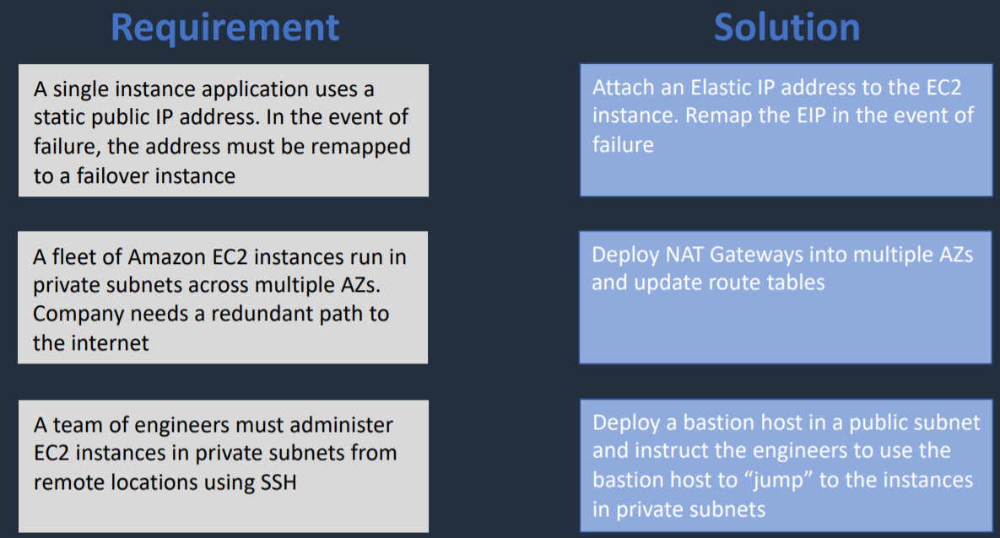 Requirement
Solution
A single instance application uses a
static public IP address. In the event of
failure, the address must be remapped
to a failover instance
Attach an Elastic IP address to the EC2
instance. Remap the EIP in the event of
failure
A fleet of Amazon EC2 instances run in
private subnets across multiple AZs.
Company needs a redundant path to
the internet
Deploy NAT Gateways into multiple AZs
and update route tables
A team of engineers must administer
EC2 instances in private subnets from
remote locations using SSH
Deploy a bastion host in a public subnet
and instruct the engineers to use the
bastion host to “jump” to the instances
in private subnets